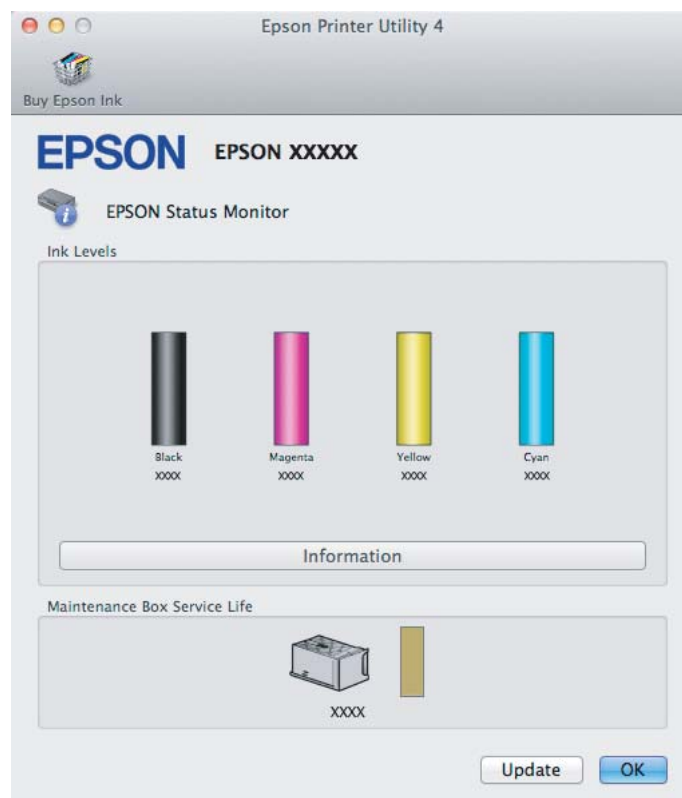 Epson Printer Utility 4
Buy Epson Ink
EPSON EPSON XXXXX
EPSON Status Monitor
Ink Levels
Black Magenta Yellow Cyan
XXXX XXXX XXXX XXXX
Information
Maintenance Box Service Life
XXXX
Update OK